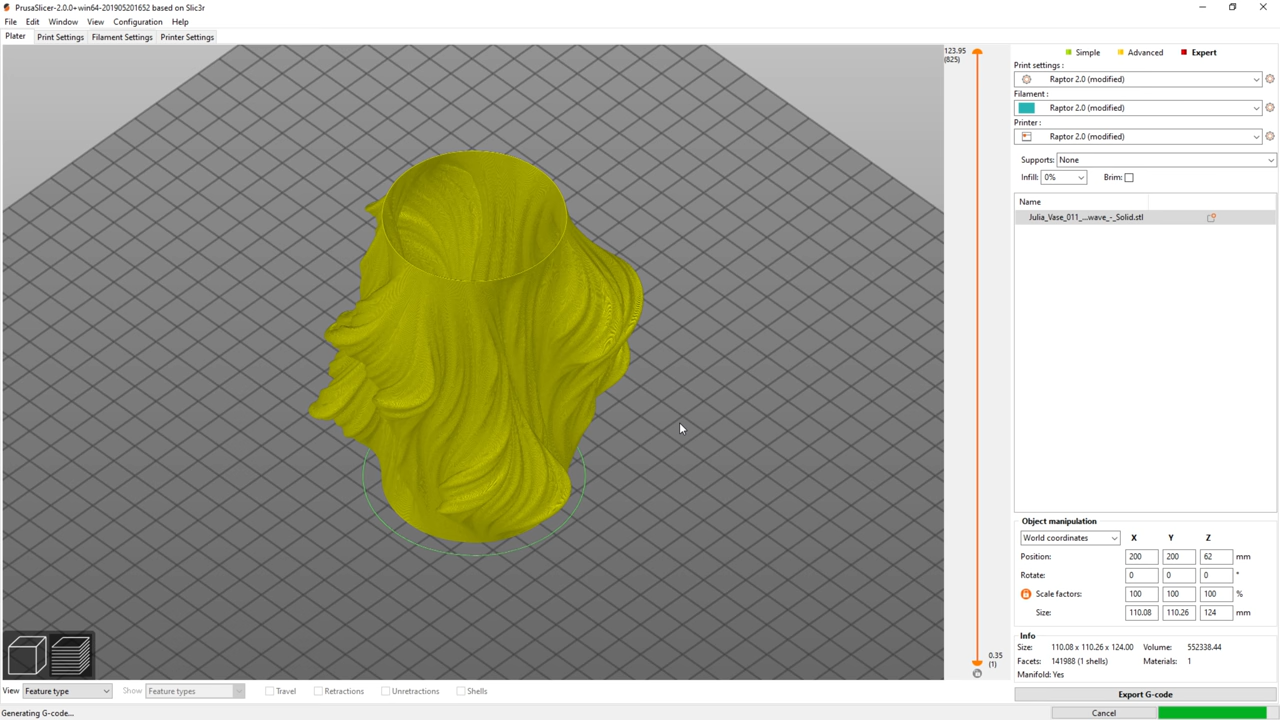 PrusaSlicer-2.0.0+win64-201905201652 based on Slic3r
File Edit Window View Configuration Help
Plater Print Settings Filament Settings Printer Settings
123.95
(825)
Simple Advanced Expert
Print settings :
Raptor 2.0 (modified)
Filament :
Raptor 2.0 (modified)
Printer :
Raptor 2.0 (modified)
Supports: None
Infill: 0% Brim:
Name
Julia_Vase_011_...wave_-_Solid.stl
Object manipulation
World coordinates X Y Z
Position: 200 200 62 mm
Rotate: 0 0 0 °
Scale factors: 100 100 100 %
Size: 110.08 110.26 124 mm
Info
Size: 110.08 x 110.26 x 124.00 Volume: 552338.44
Facets: 141988 (1 shells) Materials: 1
Manifold: Yes
0.35
(1)
View Feature type Show Feature types Travel Retractions Unretractions Shells
Export G-code
Generating G-code... Cancel